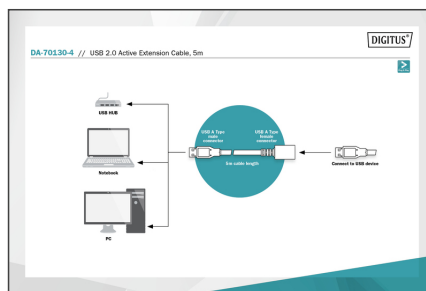 DIGITUS®
DA-70130-4 // USB 2.0 Active Extension Cable, 5m
USB HUB
USB A Type
male
connector
USB A Type
female
connector
5m cable length
Notebook
Connect to USB device
PC